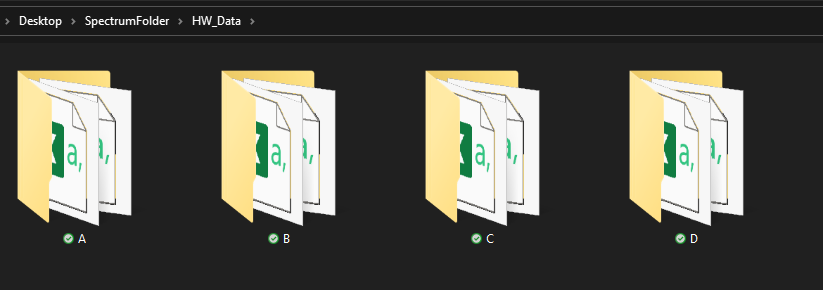 Desktop > SpectrumFolder > HW_Data >
a, a,
a, a,
a, a,
a, a,
A
B
C
D